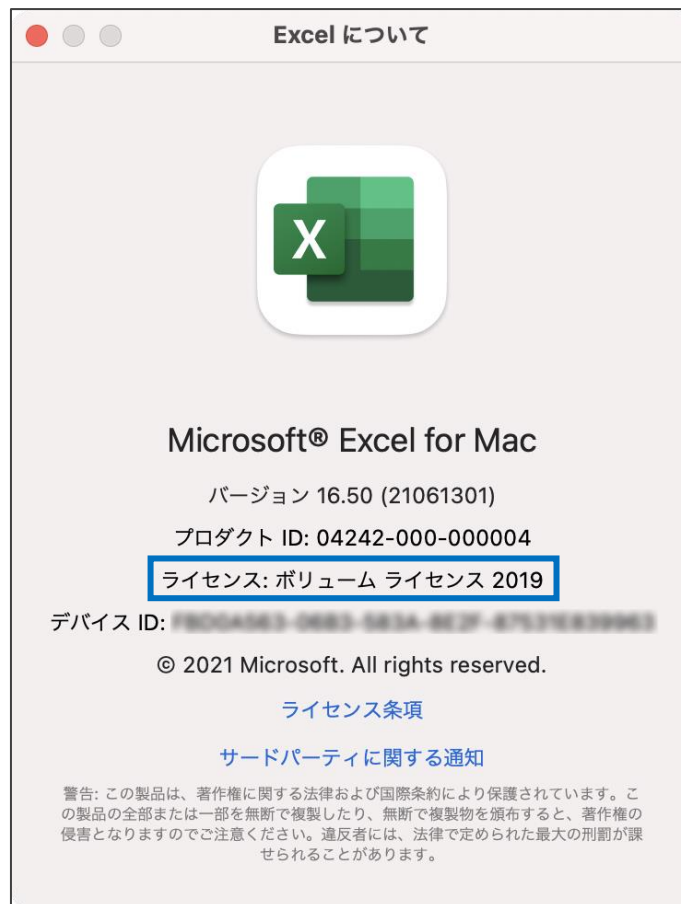 Excel について
X
Microsoft® Excel for Mac
バージョン 16.50 (21061301)
プロダクト ID: 04242-000-000004
ライセンス: ボリューム ライセンス 2019
デバイス ID:
© 2021 Microsoft. All rights reserved.
ライセンス条項
サードパーティに関する通知
警告: この製品は、著作権に関する法律および国際条約により保護されています。こ
の製品の全部または一部を無断で複製したり、無断で複製物を頒布すると、著作権の
侵害となりますのでご注意ください。違反者には、法律で定められた最大の刑罰が課
せられることがあります。